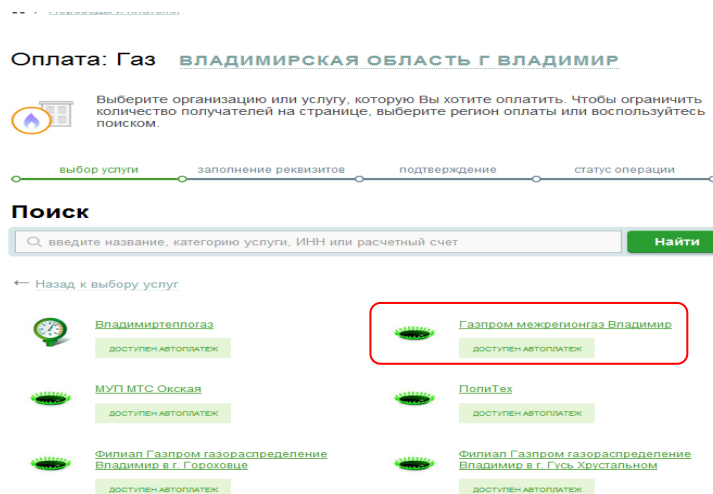 Оплата: Газ ВЛАДИМИРСКАЯ ОБЛАСТЬ Г ВЛАДИМИР
Выберите организацию или услугу, которую Вы хотите оплатить. Чтобы ограничить
количество получателей на странице, выберите регион оплаты или воспользуйтесь
поиском.
выбор услуги заполнение реквизитов подтверждение статус операции
Поиск
введите название, категорию услуги, ИНН или расчетный счет Найти
← Назад к выбору услуг
Владимиртеплогаз
ДОСТУПЕН АВТОПЛАТЕЖ
Газпром межрегионгаз Владимир
ДОСТУПЕН АВТОПЛАТЕЖ
МУП МТС Окская
ДОСТУПЕН АВТОПЛАТЕЖ
ПолиТех
ДОСТУПЕН АВТОПЛАТЕЖ
Филиал Газпром газораспределение
Владимир в г. Гороховце
ДОСТУПЕН АВТОПЛАТЕЖ
Филиал Газпром газораспределение
Владимир в г. Гусь Хрустальном
ДОСТУПЕН АВТОПЛАТЕЖ